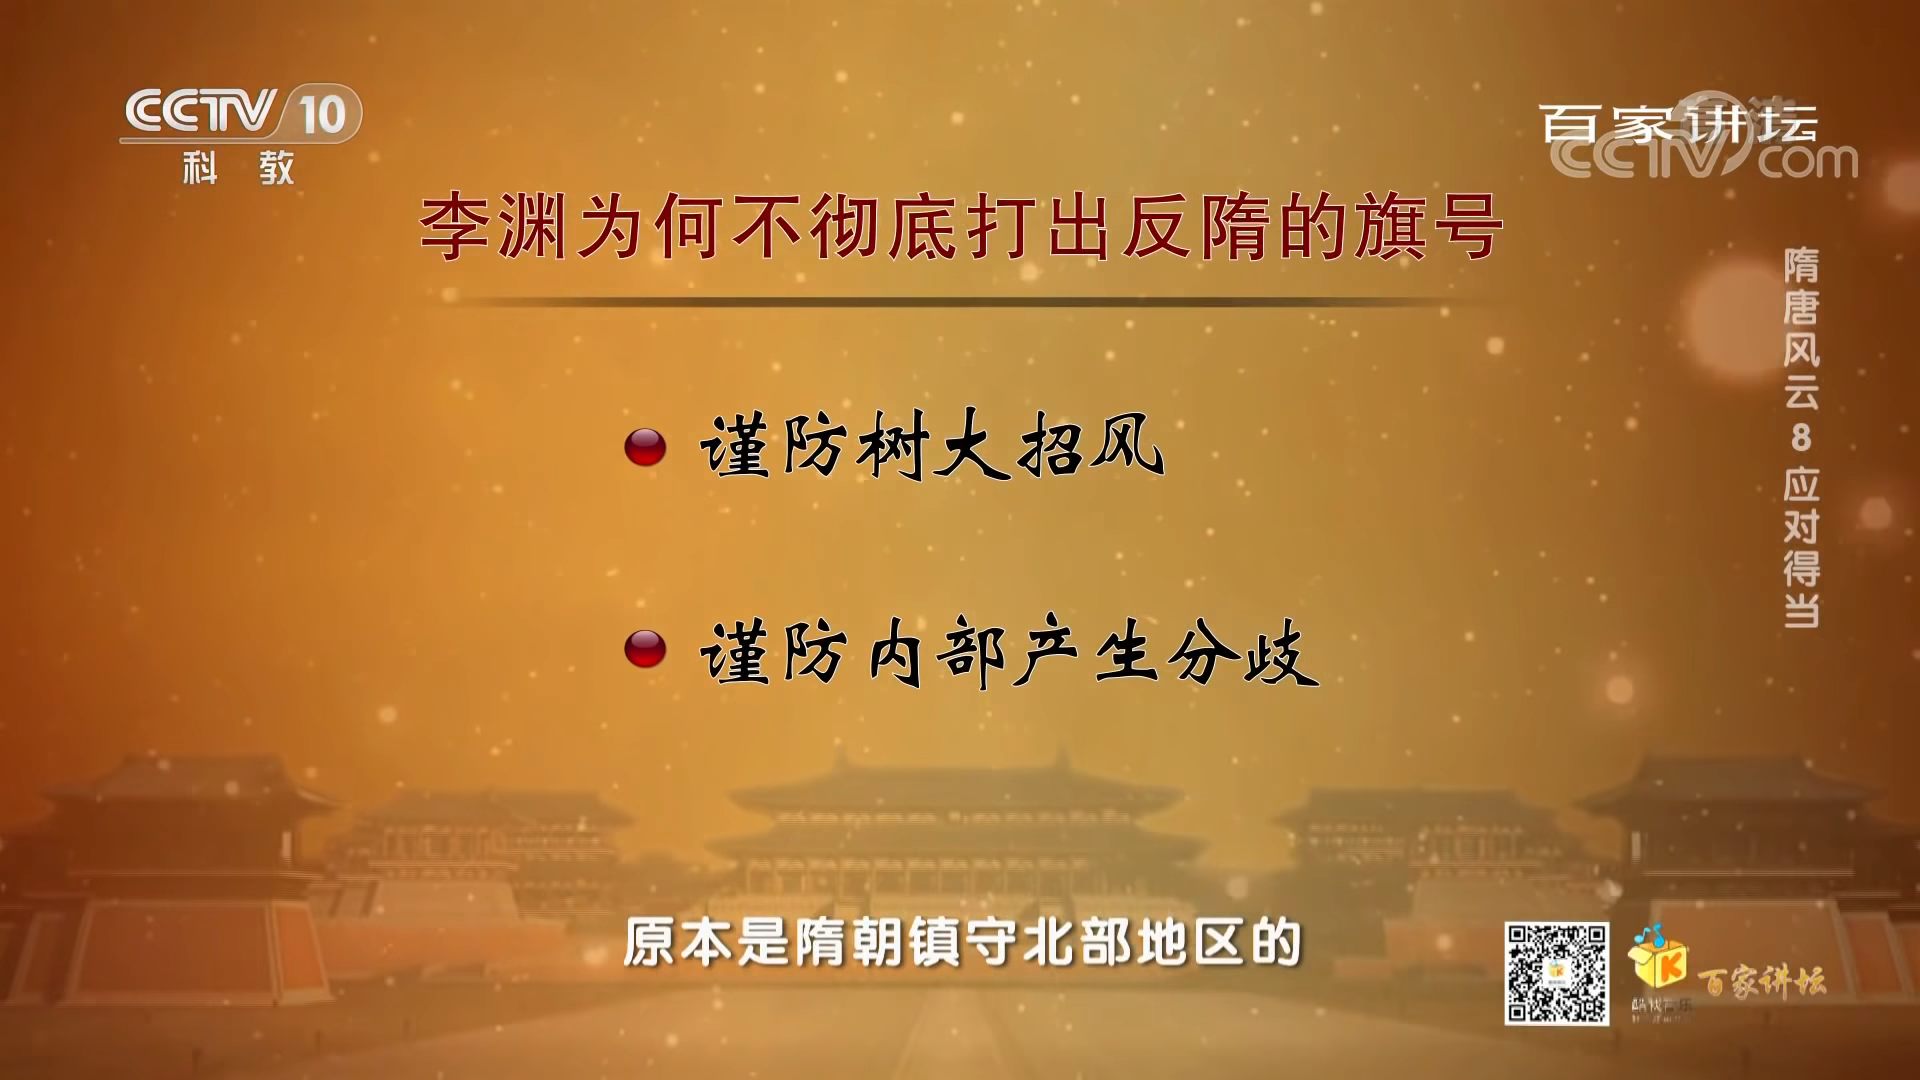 CCTV 10
科教
百家讲坛
CCTV.com
李渊为何不彻底打出反隋的旗号
谨防树大招风
谨防内部产生分歧
隋唐风云8应对得当
原本是隋朝镇守北部地区的
百家讲坛